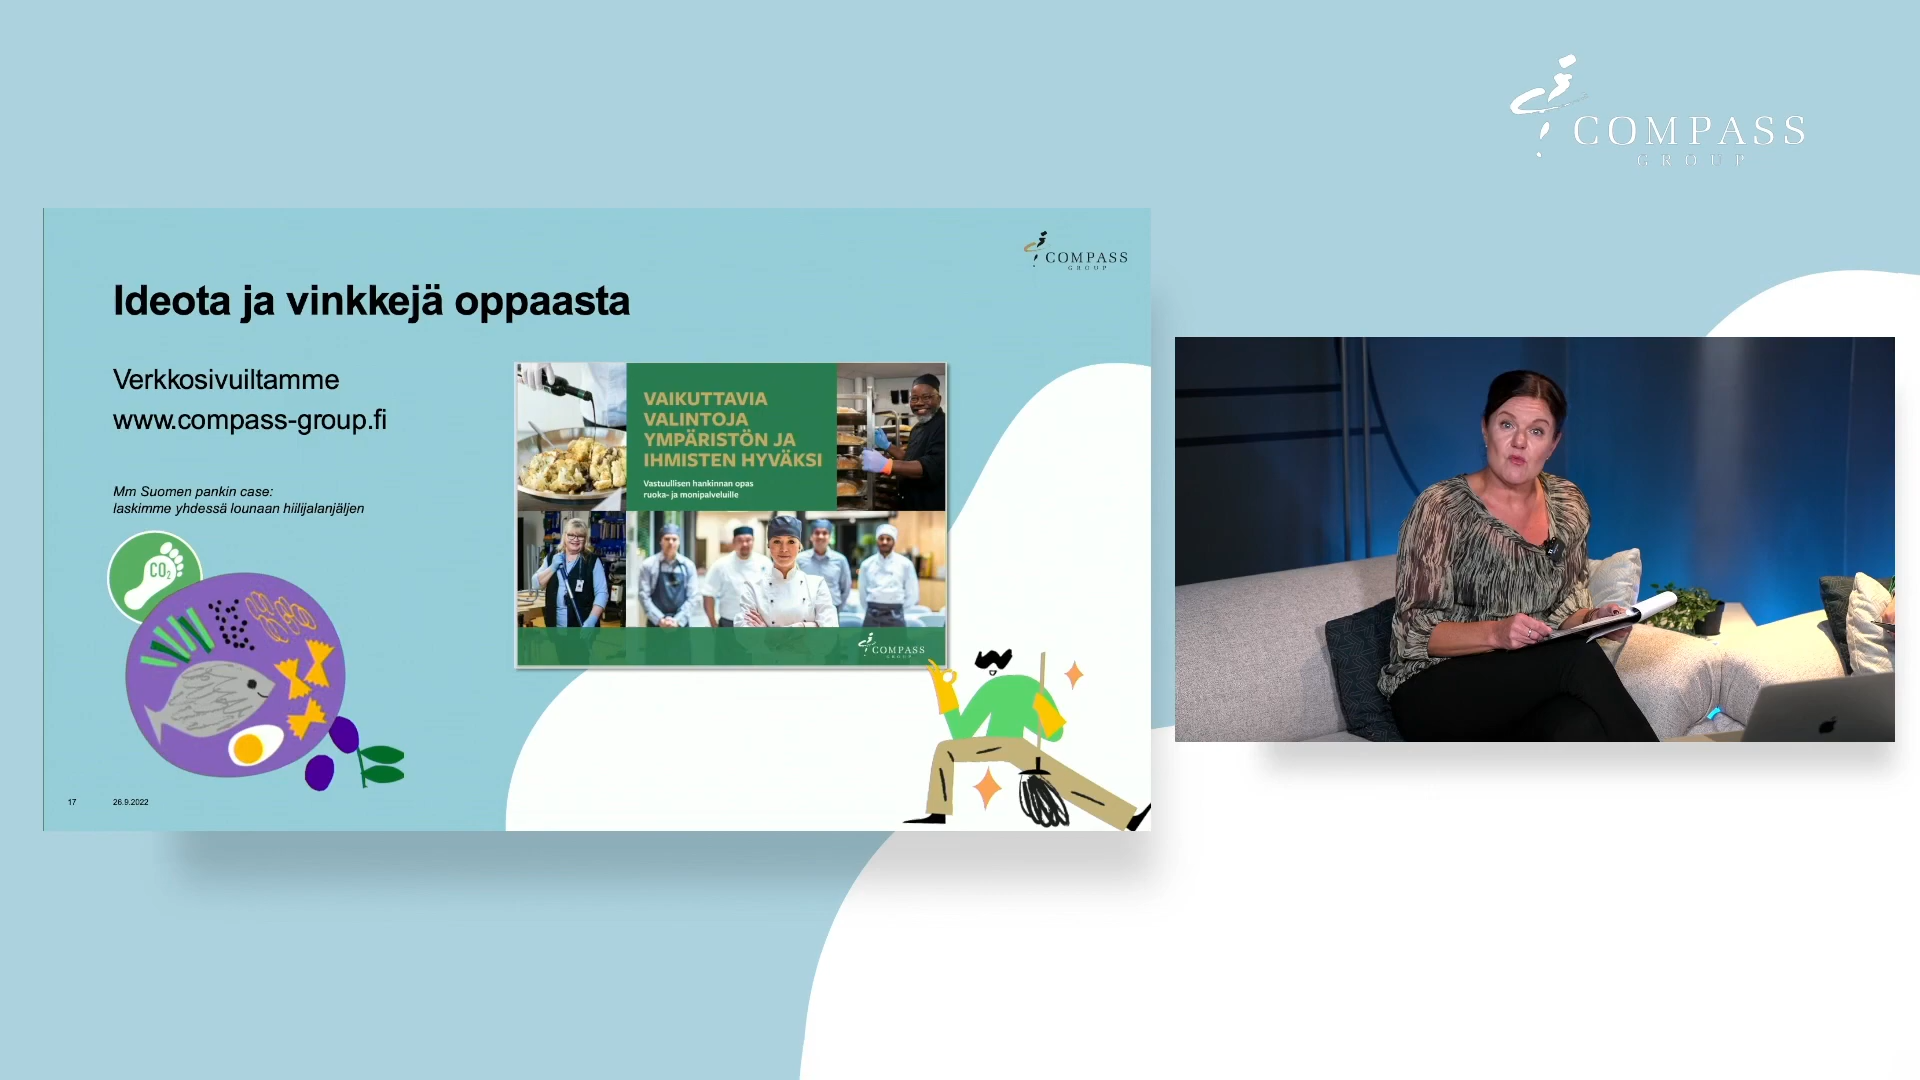 COMPASS
GROUP
COMPASS
GROUP
Ideota ja vinkkejä oppaasta
Verkkosivuiltamme
www.compass-group.fi
Mm Suomen pankin case:
laskimme yhdessä lounaan hiilijalanjäljen
CO2
VAIKUTTAVIA
VALINTOJA
YMPÄRISTÖN JA
IHMISTEN HYVÄKSI
Vastuullisen hankinnan opas
ruoka- ja monipalveluille
COMPASS
GROUP
17
26.9.2022